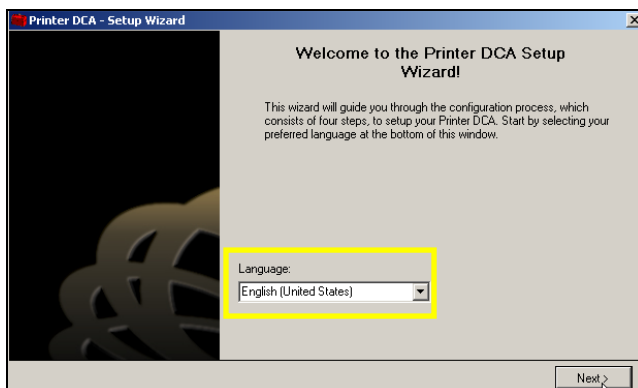 Printer DCA - Setup Wizard
Welcome to the Printer DCA Setup
Wizard!
This wizard will guide you through the configuration process, which
consists of four steps, to setup your Printer DCA. Start by selecting your
preferred language at the bottom of this window.
Language:
English (United States)
Next >